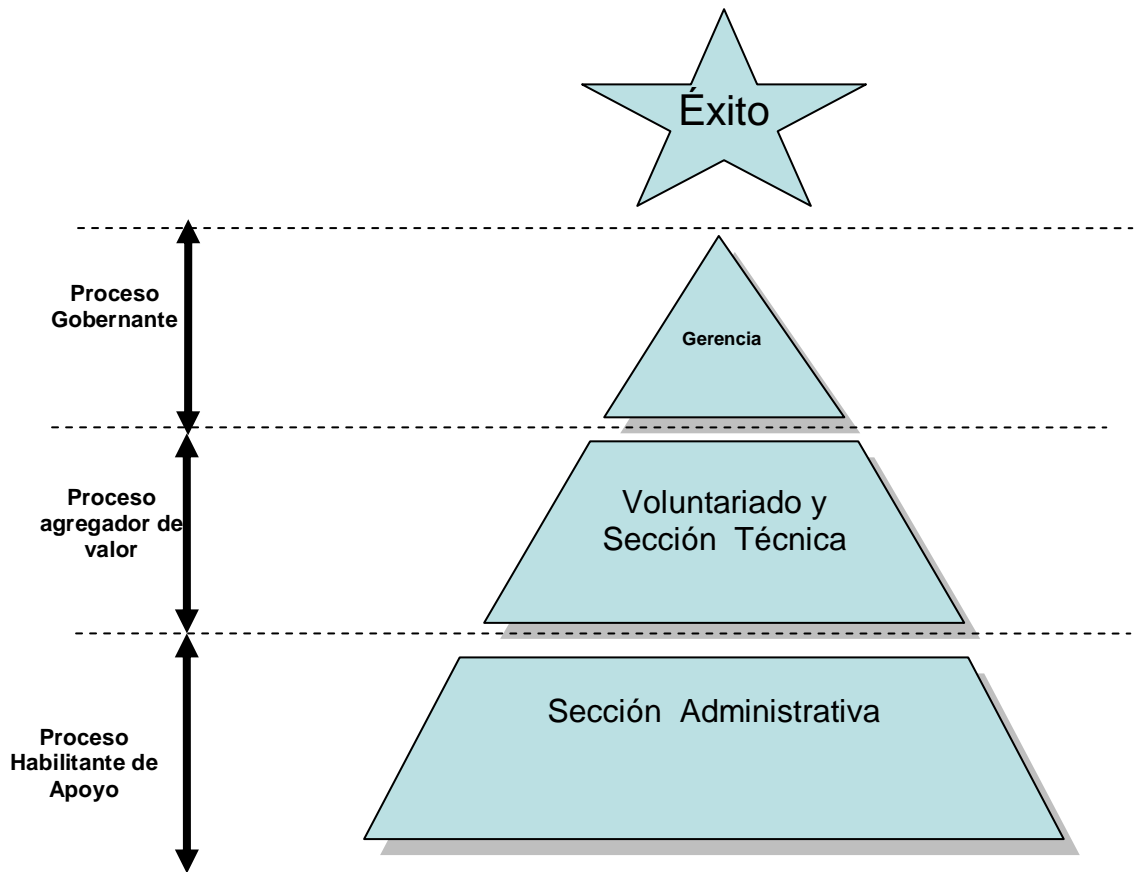 Éxito
Proceso
Gobernante
Gerencia
Proceso
agregador de
valor
Voluntariado y
Sección Técnica
Sección Administrativa
Proceso
Habilitante de
Apoyo